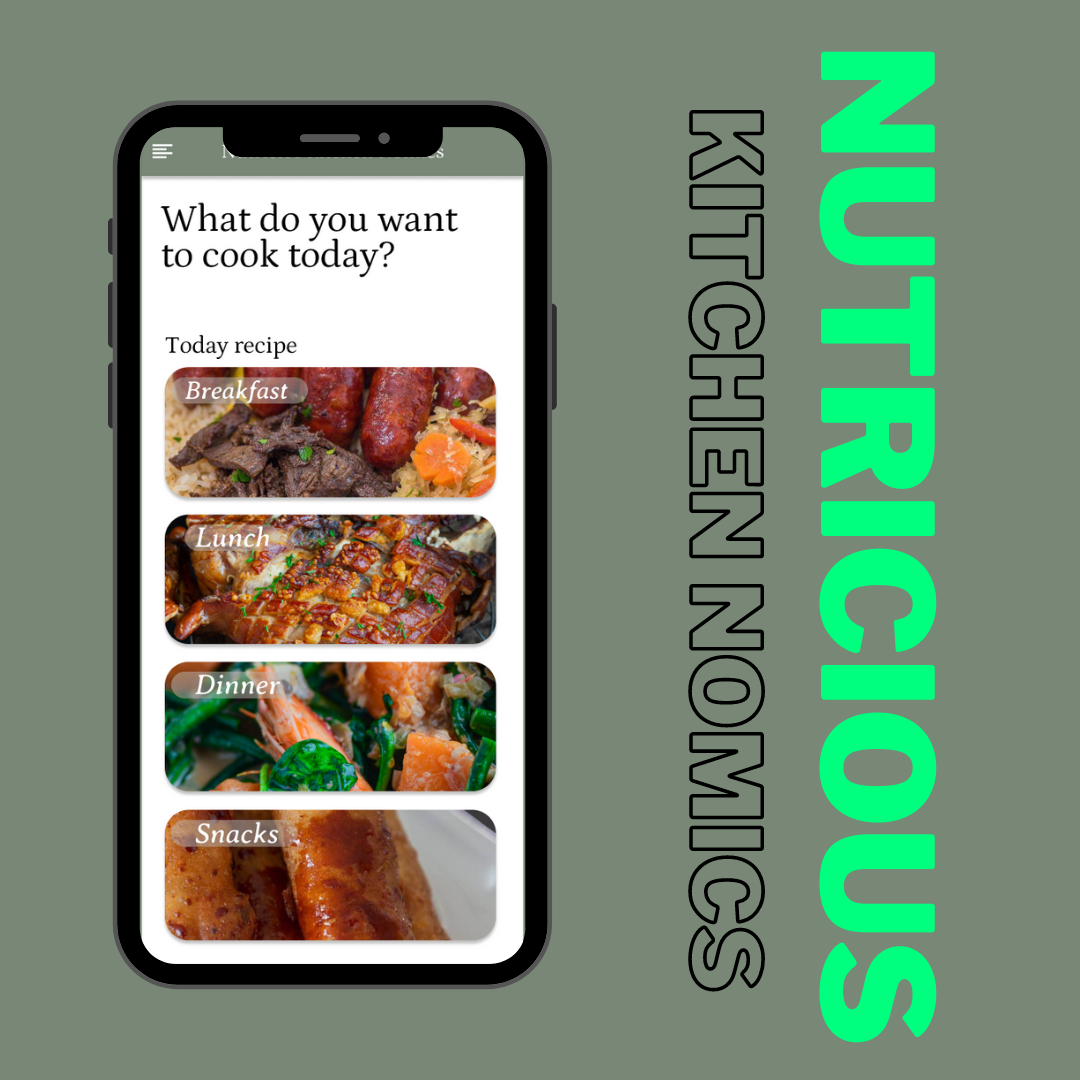 What do you want
to cook today?
Today recipe
Breakfast
Lunch
Dinner
Snacks
NUTRICIOUS
KITCHEN NOMICS